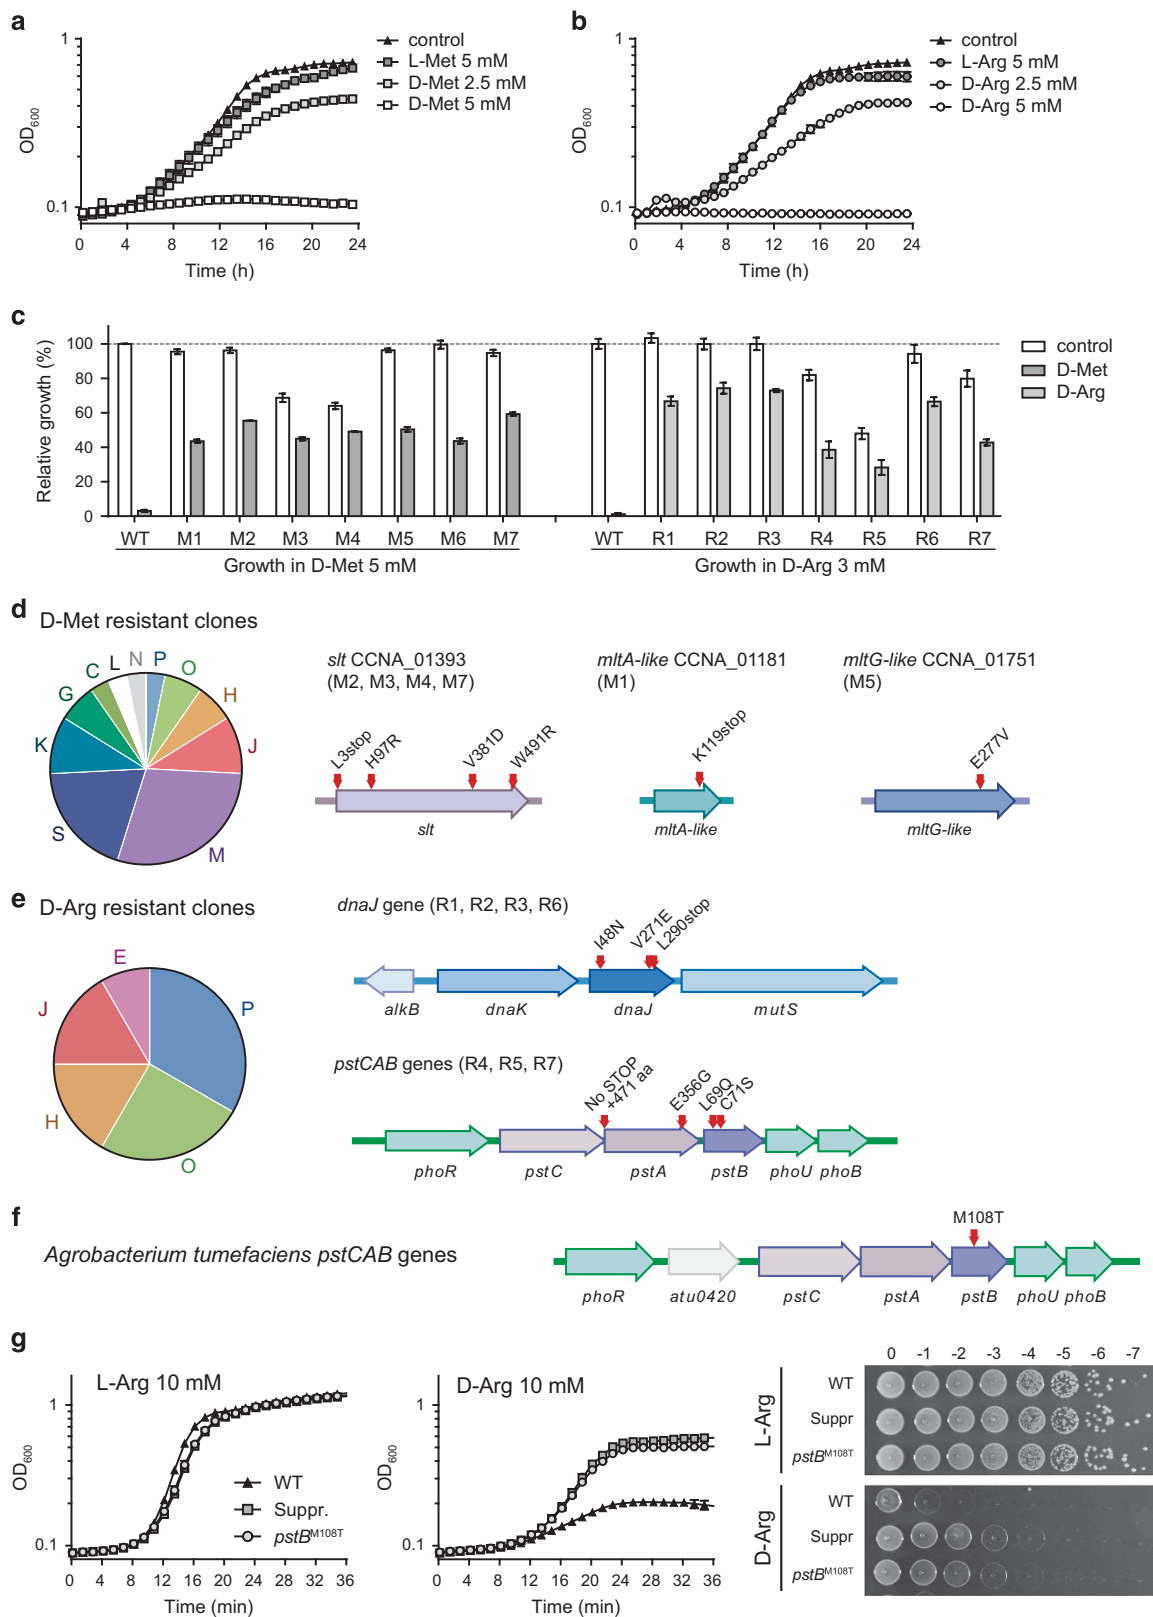 a
1
0.1
OD600
0 4 8 12 16 20 24
Time (h)
control
L-Met 5 mM
D-Met 2.5 mM
D-Met 5 mM
b
1
0.1
OD600
0 4 8 12 16 20 24
Time (h)
control
L-Arg 5 mM
D-Arg 2.5 mM
D-Arg 5 mM
c
Relative growth (%)
100
80
60
40
20
0
WT M1 M2 M3 M4 M5 M6 M7
Growth in D-Met 5 mM
WT R1 R2 R3 R4 R5 R6 R7
Growth in D-Arg 3 mM
control
D-Met
D-Arg
d
D-Met resistant clones
N P O H J M S K G C L
slt CCNA_01393
(M2, M3, M4, M7)
L3stop H97R V381D W491R
slt
mltA-like CCNA_01181
(M1)
K119stop
mltA-like
mltG-like CCNA_01751
(M5)
E277V
mltG-like
e
D-Arg resistant clones
E P O H J
dnaJ gene (R1, R2, R3, R6)
I48N V271E L290stop
alkB dnaK dnaJ mutS
pstCAB genes (R4, R5, R7)
No STOP
+471 aa
E356G L69Q C71S
phoR pstC pstA pstB phoU phoB
f
Agrobacterium tumefaciens pstCAB genes
M108T
phoR atu0420 pstC pstA pstB phoU phoB
g
L-Arg 10 mM
1
0.1
OD600
0 4 8 12 16 20 24 28 32 36
Time (min)
WT
Suppr.
pstBM108T
D-Arg 10 mM
1
0.1
OD600
0 4 8 12 16 20 24 28 32 36
Time (min)
0 -1 -2 -3 -4 -5 -6 -7
L-Arg
WT
Suppr
pstBM108T
D-Arg
WT
Suppr
pstBM108T